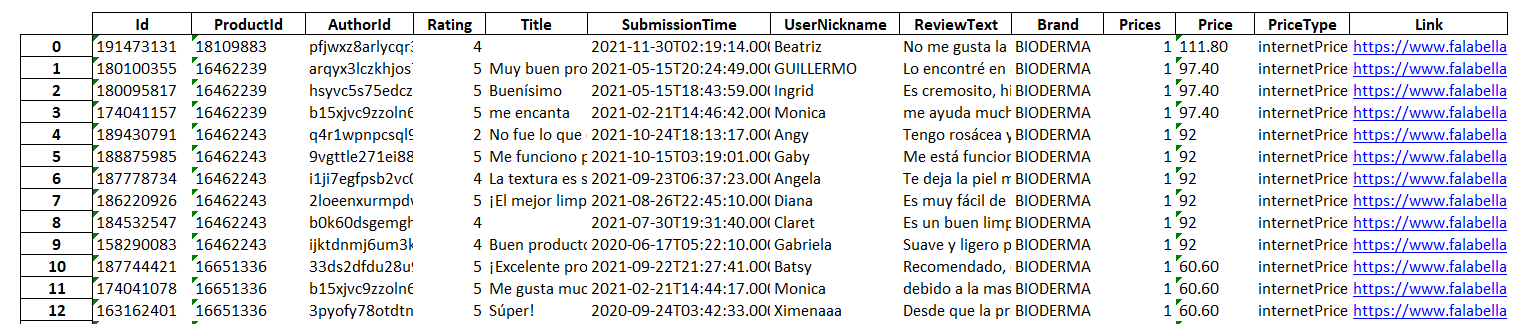 Id ProductId AuthorId Rating Title SubmissionTime UserNickname ReviewText Brand Prices Price PriceType Link
0 191473131 18109883 pfjwxz8arlycqr 4 2021-11-30T02:19:14.000 Beatriz No me gusta la BIODERMA 1 111.80 internetPrice https://www.falabella
1 180100355 16462239 arqyx3lczkhjos 5 Muy buen pro 2021-05-15T20:24:49.000 GUILLERMO Lo encontré en BIODERMA 1 97.40 internetPrice https://www.falabella
2 180095817 16462239 hsyvc5s75edcz 5 Buenísimo 2021-05-15T18:43:59.000 Ingrid Es cremosito, hi BIODERMA 1 97.40 internetPrice https://www.falabella
3 174041157 16462239 b15xjvc9zzoln6 5 me encanta 2021-02-21T14:46:42.000 Monica me ayuda much BIODERMA 1 97.40 internetPrice https://www.falabella
4 189430791 16462243 q4r1wpnpcsql9 2 No fue lo que 2021-10-24T18:13:17.000 Angy Tengo rosácea y BIODERMA 1 92 internetPrice https://www.falabella
5 188875985 16462243 9vgttle271ei88 5 Me funciono p 2021-10-15T03:19:01.000 Gaby Me está funcion BIODERMA 1 92 internetPrice https://www.falabella
6 187778734 16462243 i1ji7egfpsb2vc 4 La textura es s 2021-09-23T06:37:23.000 Angela Te deja la piel m BIODERMA 1 92 internetPrice https://www.falabella
7 186220926 16462243 2loeenxurmpd 5 ¡El mejor limp 2021-08-26T22:45:10.000 Diana Es muy fácil de BIODERMA 1 92 internetPrice https://www.falabella
8 184532547 16462243 b0k60dsgemgh 4 2021-07-30T19:31:40.000 Claret Es un buen limp BIODERMA 1 92 internetPrice https://www.falabella
9 158290083 16462243 ijktdnmj6um3k 4 Buen producto 2020-06-17T05:22:10.000 Gabriela Suave y ligero p BIODERMA 1 92 internetPrice https://www.falabella
10 187744421 16651336 33ds2dfdu28u 5 ¡Excelente pro 2021-09-22T21:27:41.000 Batsy Recomendado, BIODERMA 1 60.60 internetPrice https://www.falabella
11 174041078 16651336 b15xjvc9zzoln6 5 Me gusta muc 2021-02-21T14:44:17.000 Monica debido a la mas BIODERMA 1 60.60 internetPrice https://www.falabella
12 163162401 16651336 3pyofy78otdtn 5 Súper! 2020-09-24T03:42:33.000 Ximenaaa Desde que la pr BIODERMA 1 60.60 internetPrice https://www.falabella